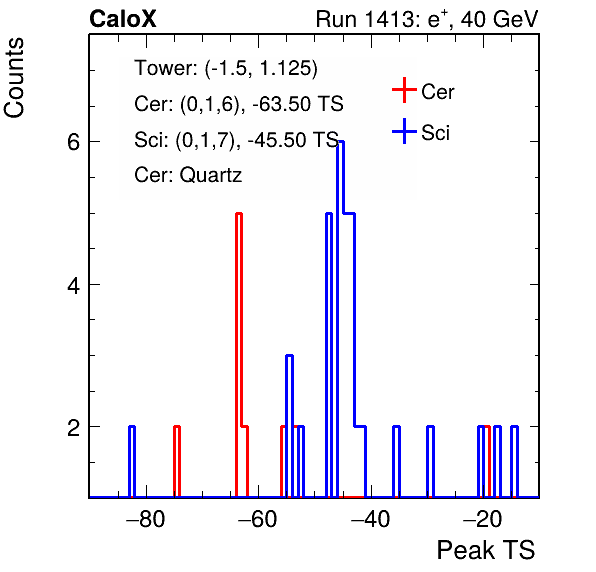 CaloX Run 1413: e⁺, 40 GeV
Counts
Tower: (-1.5, 1.125)
Cer: (0,1,6), -63.50 TS
Sci: (0,1,7), -45.50 TS
Cer: Quartz
Cer
Sci
6
4
2
−80 −60 −40 −20
Peak TS